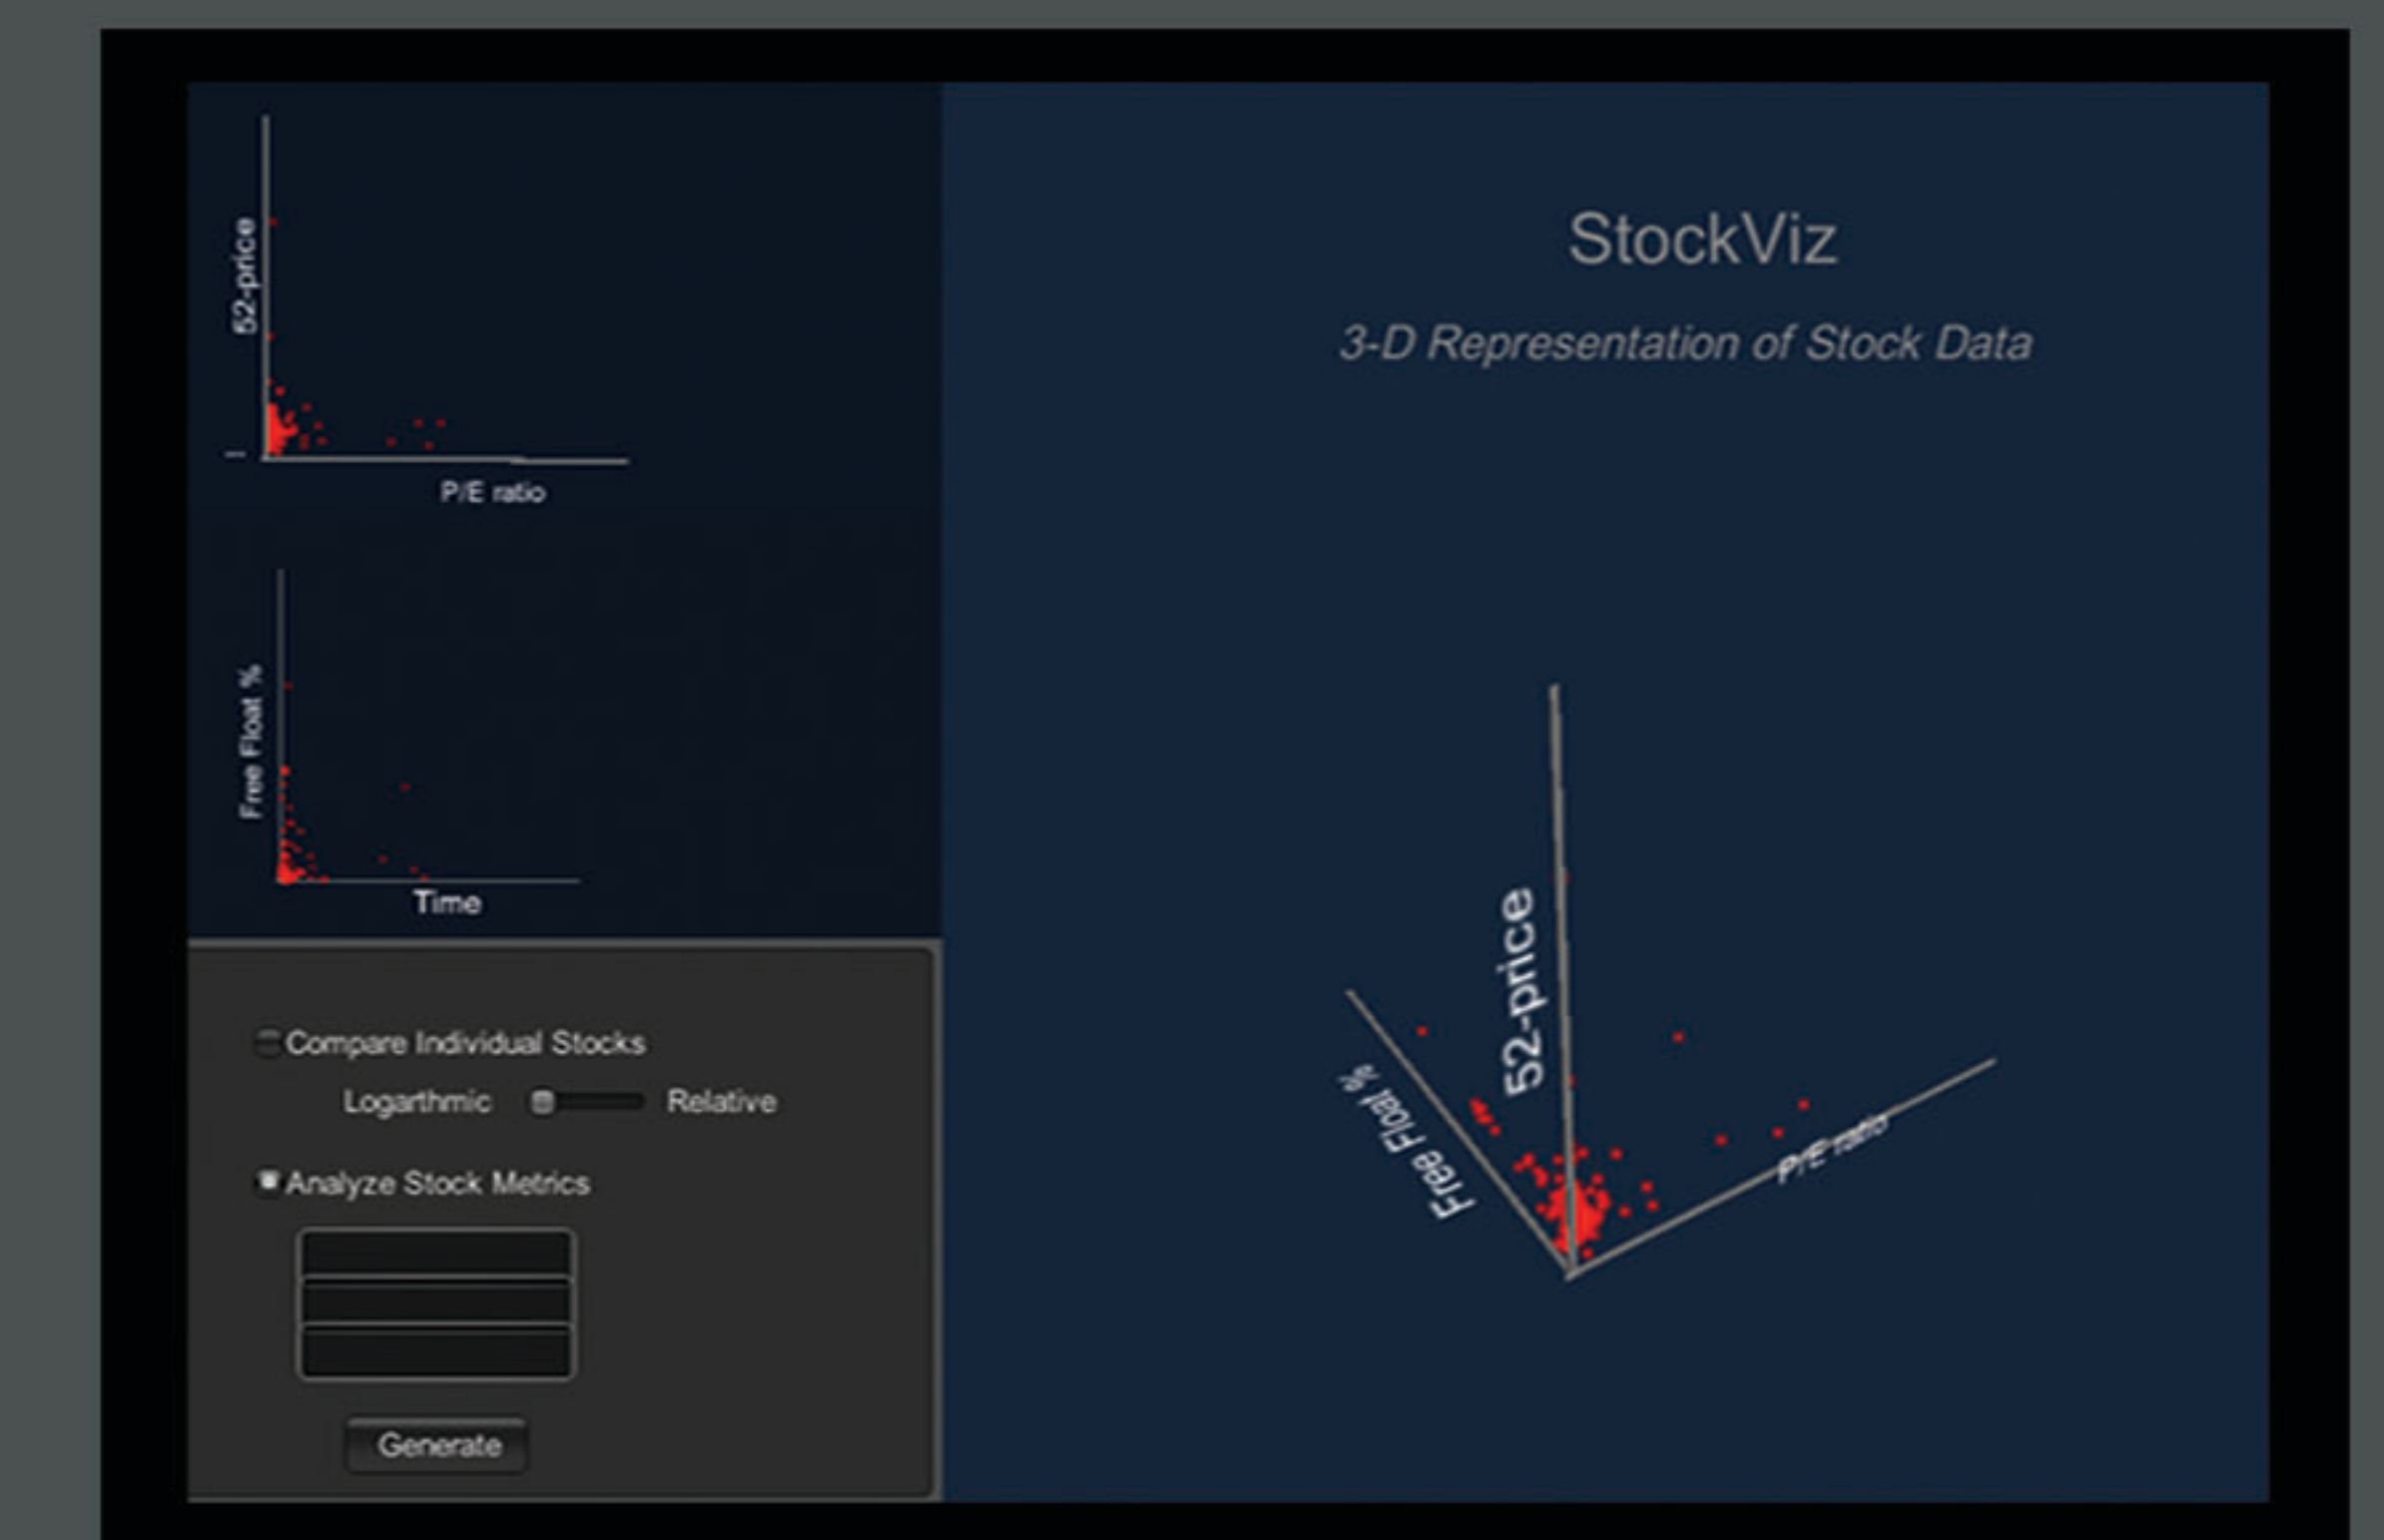 52-price
P/E ratio
Free Float %
Time
Compare Individual Stocks
Logarthmic Relative
Analyze Stock Metrics
Generate
StockViz
3-D Representation of Stock Data
52-price
Free Float %
P/E ratio